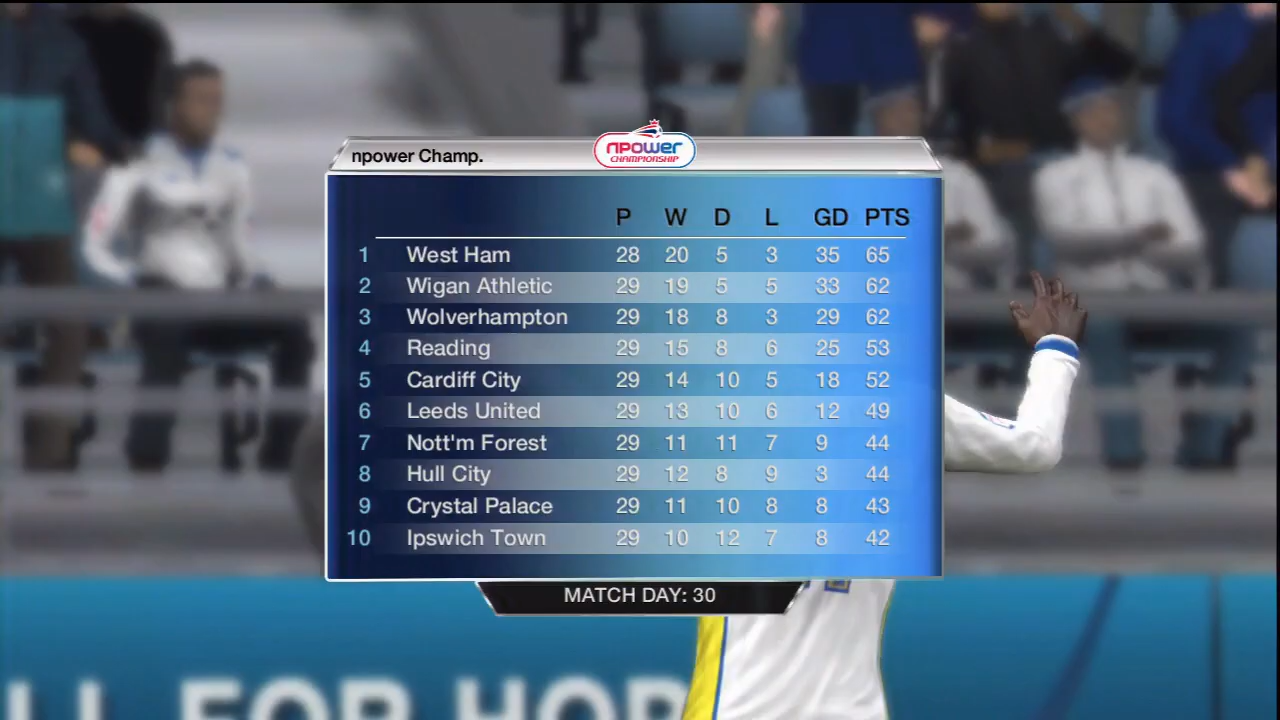 npower Champ.
npower
CHAMPIONSHIP
P W D L GD PTS
1 West Ham 28 20 5 3 35 65
2 Wigan Athletic 29 19 5 5 33 62
3 Wolverhampton 29 18 8 3 29 62
4 Reading 29 15 8 6 25 53
5 Cardiff City 29 14 10 5 18 52
6 Leeds United 29 13 10 6 12 49
7 Nott'm Forest 29 11 11 7 9 44
8 Hull City 29 12 8 9 3 44
9 Crystal Palace 29 11 10 8 8 43
10 Ipswich Town 29 10 12 7 8 42
MATCH DAY: 30
FOR